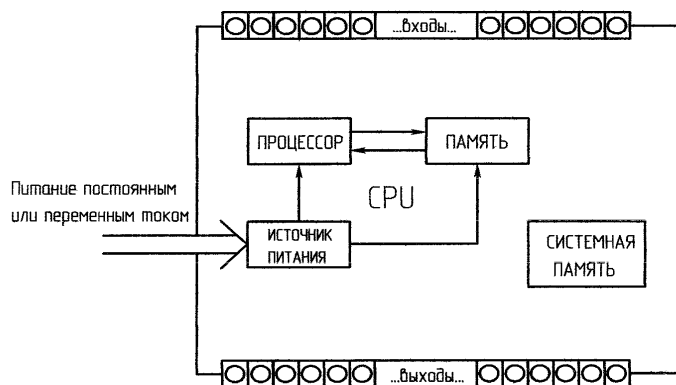 ...входы...
ПРОЦЕССОР
ПАМЯТЬ
CPU
Питание постоянным
или переменным током
ИСТОЧНИК
ПИТАНИЯ
СИСТЕМНАЯ
ПАМЯТЬ
...выходы...